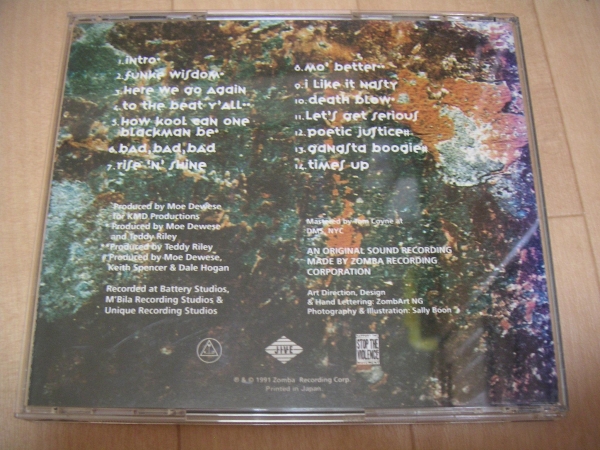 1. intro*
2. funke wisdom*
3. here we go again
4. to the beat y'all**
5. how kool can one
blackman be*
6. bad, bad, bad
7. rise 'n' shine
8. mo' better**
9. i like it nasty
10. death blow*
11. let's get serious
12. poetic justice#
13. gangsta boogie#
14. times up
Produced by Moe Dewese
for KMD Productions
*Produced by Moe Dewese
and Teddy Riley
**Produced by Teddy Riley
# Produced by Moe Dewese,
Keith Spencer & Dale Hogan
Recorded at Battery Studios,
M'Bila Recording Studios &
Unique Recording Studios
Mastered by Tom Coyne at
DMS, NYC
AN ORIGINAL SOUND RECORDING
MADE BY ZOMBA RECORDING
CORPORATION
Art Direction, Design
& Hand Lettering: ZombArt NG
Photography & Illustration: Sally Boon
JIVE
STOP THE
VIOLENCE
℗ & © 1991 Zomba Recording Corp.
Printed in Japan.